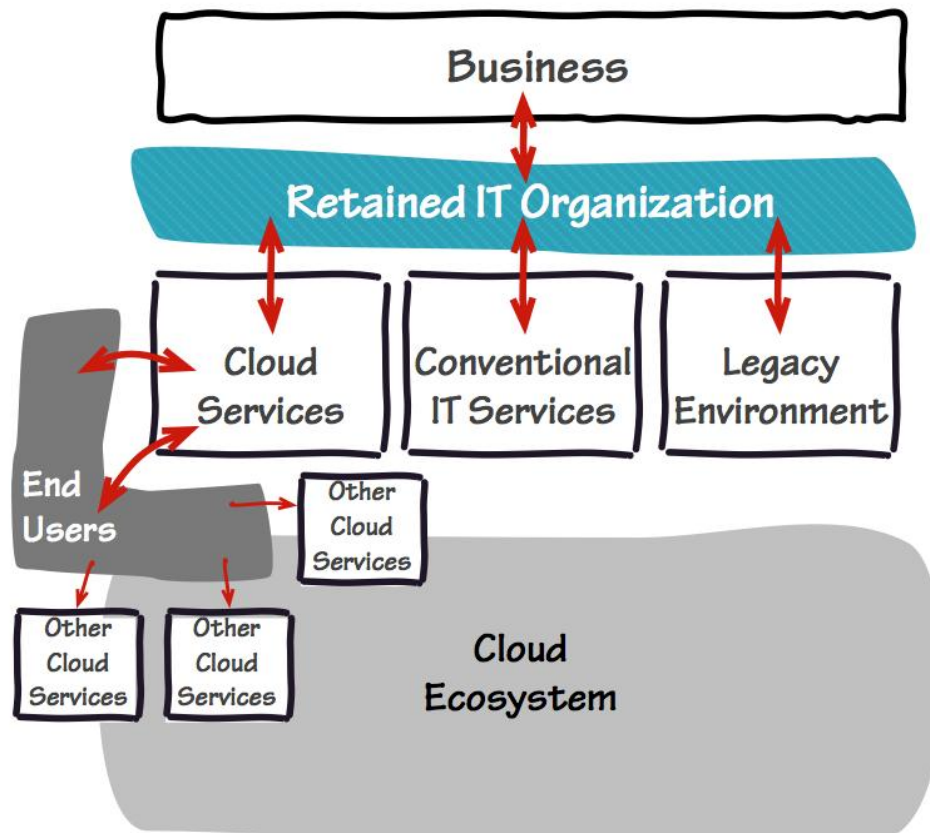 Business
Retained IT Organization
Cloud
Services
Conventional
IT Services
Legacy
Environment
End
Users
Other
Cloud
Services
Other
Cloud
Services
Other
Cloud
Services
Cloud
Ecosystem